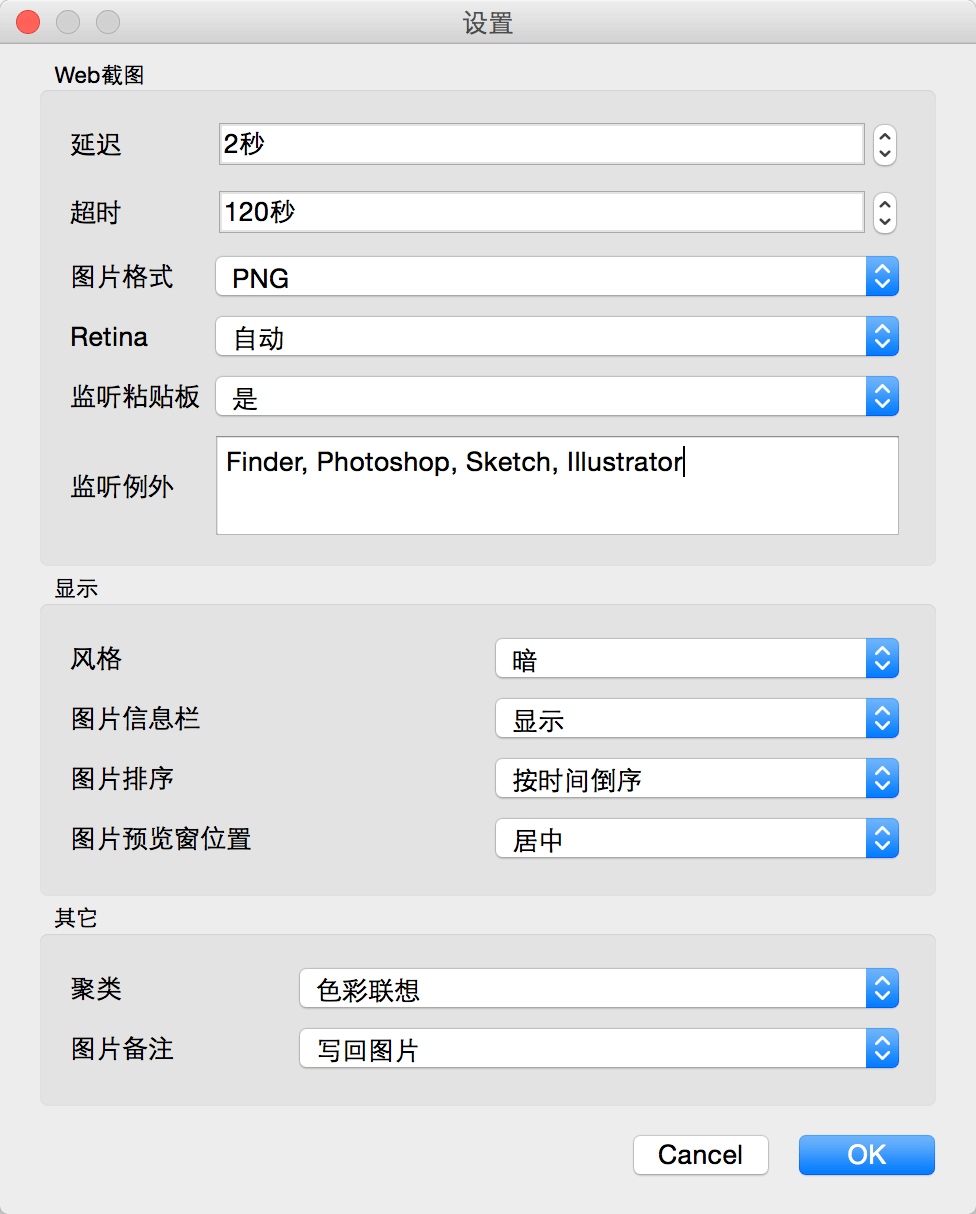 设置
Web截图
延迟 2秒
超时 120秒
图片格式 PNG
Retina 自动
监听粘贴板 是
监听例外 Finder, Photoshop, Sketch, Illustrator
显示
风格 暗
图片信息栏 显示
图片排序 按时间倒序
图片预览窗位置 居中
其它
聚类 色彩联想
图片备注 写回图片
Cancel OK